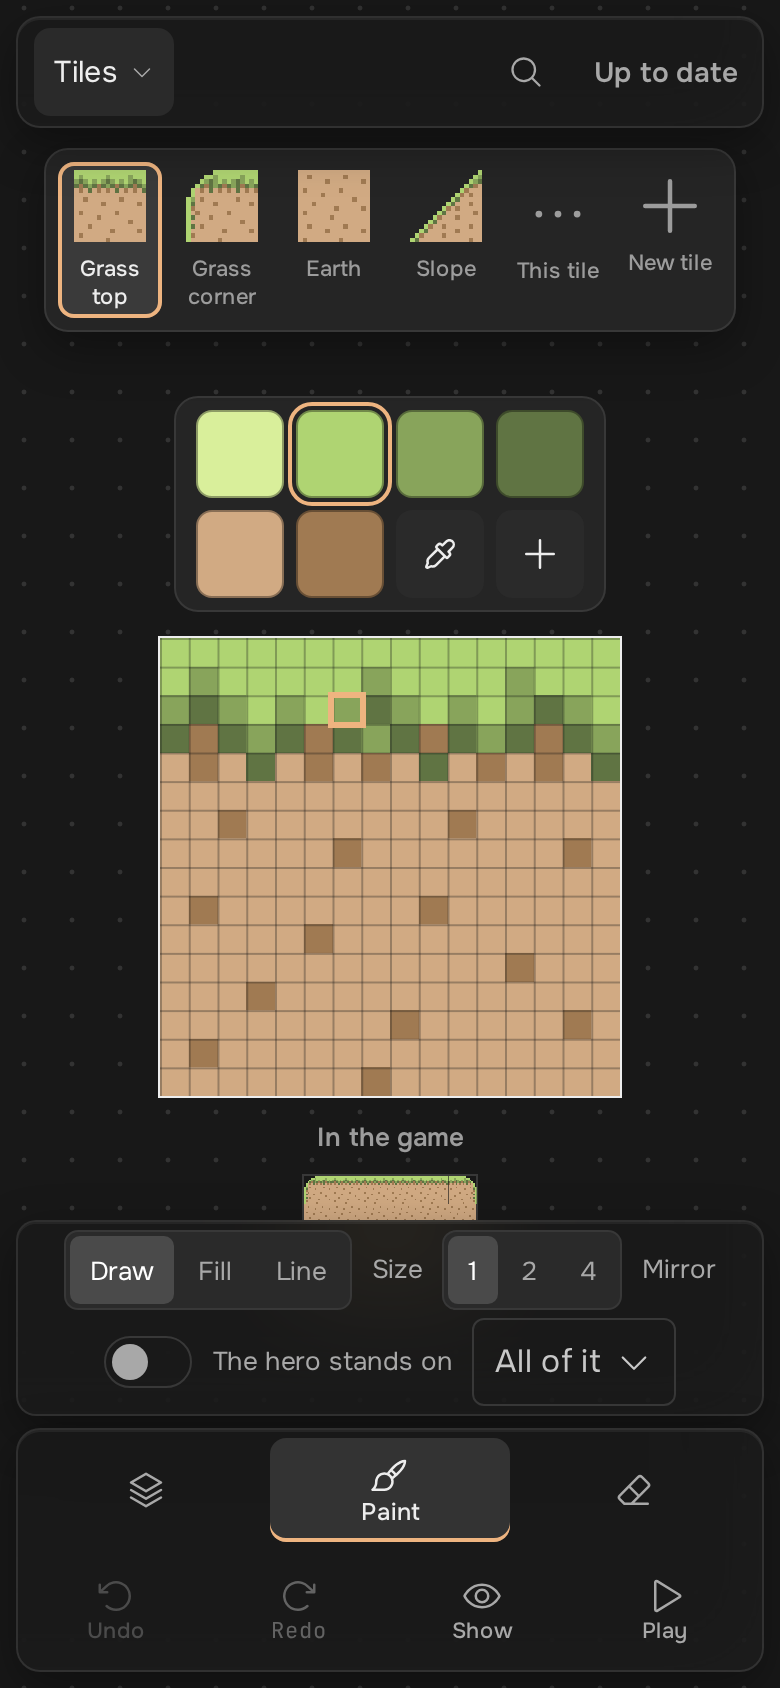 Tiles
Up to date
Grass top
Grass corner
Earth
Slope
This tile
New tile
In the game
Draw
Fill
Line
Size
1
2
4
Mirror
The hero stands on
All of it
Paint
Undo
Redo
Show
Play